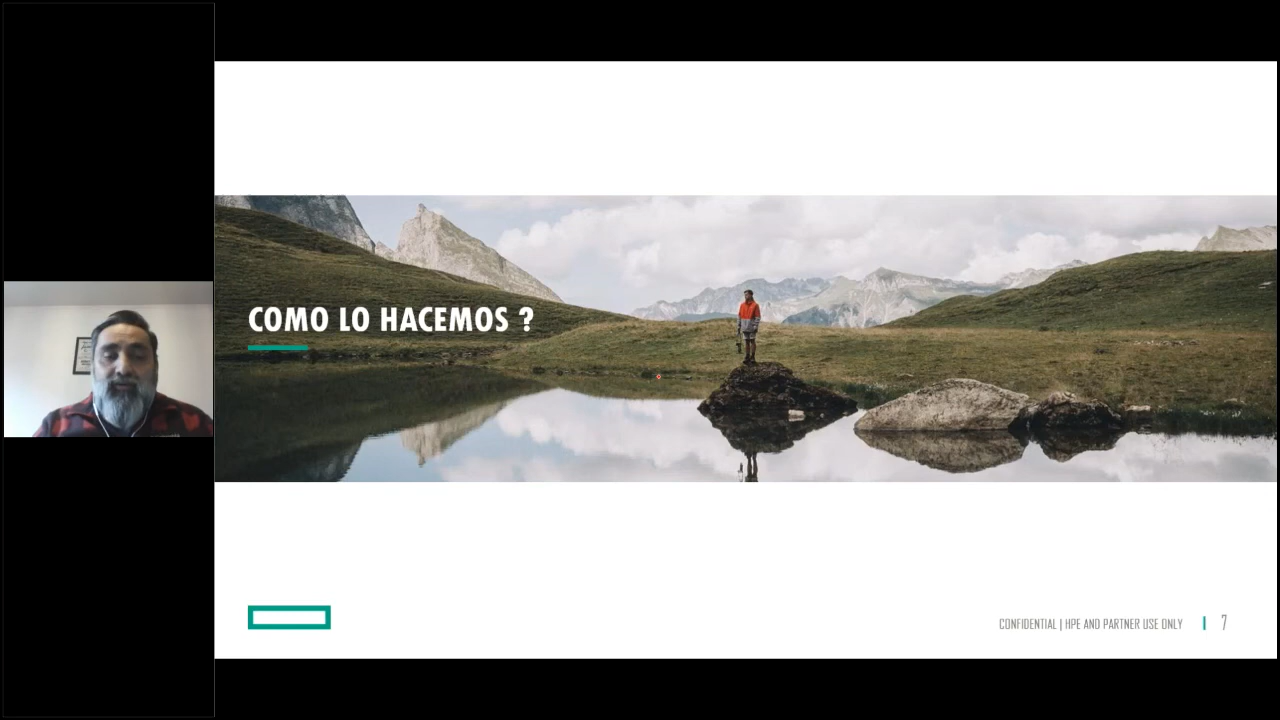 COMO LO HACEMOS ?
CONFIDENTIAL | HPE AND PARTNER USE ONLY | 7